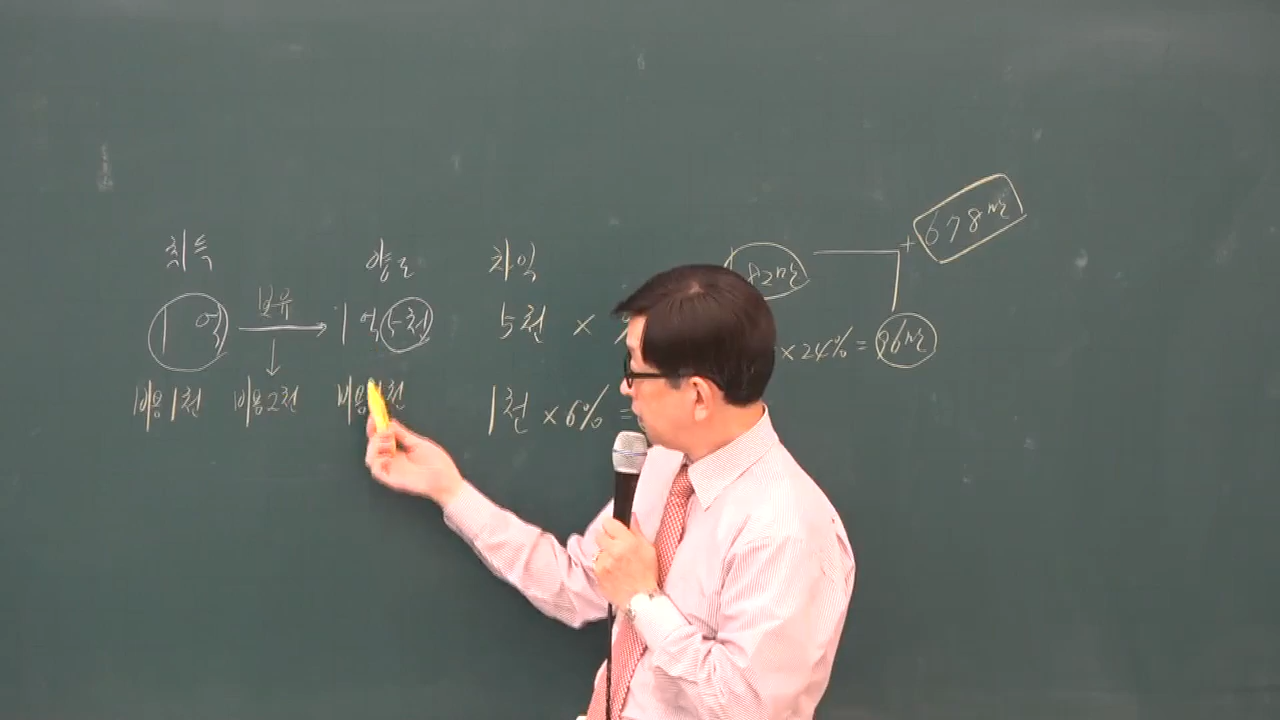 취득 양도 차익
보유
1억 1억5천 5천 ×
비용1천 비용2천 비용 천 1천 × 6% =
82만
+ 678만
× 24% = 96만